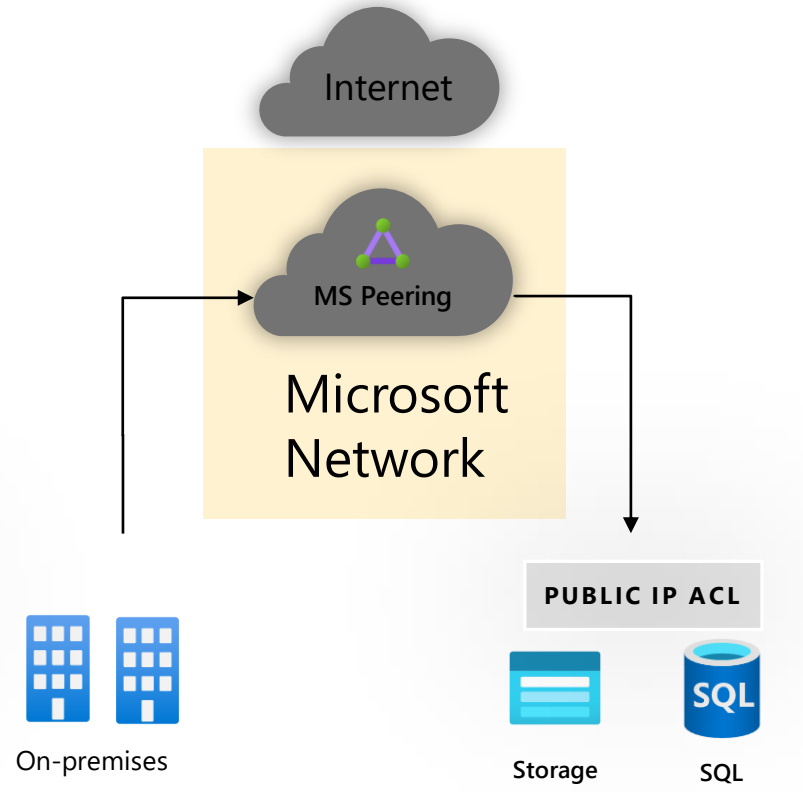 Internet
MS Peering
Microsoft
Network
PUBLIC IP ACL
SQL
On-premises
Storage
SQL